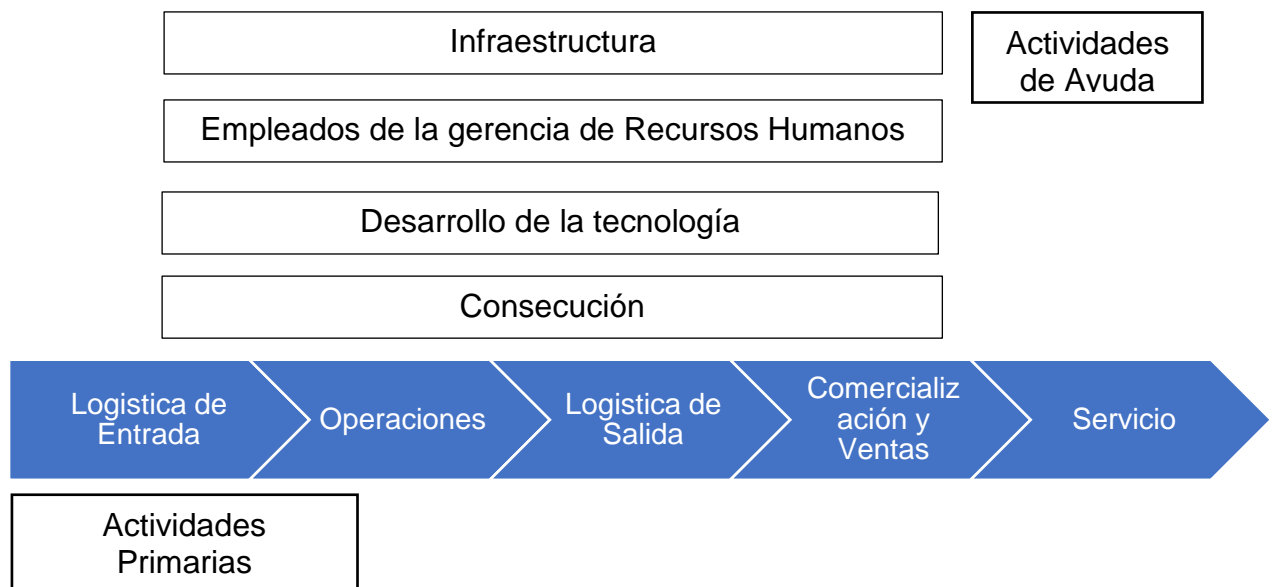 Infraestructura
Actividades
de Ayuda
Empleados de la gerencia de Recursos Humanos
Desarrollo de la tecnología
Consecución
Logistica de
Entrada
Operaciones
Logistica de
Salida
Comercializ
ación y
Ventas
Servicio
Actividades
Primarias